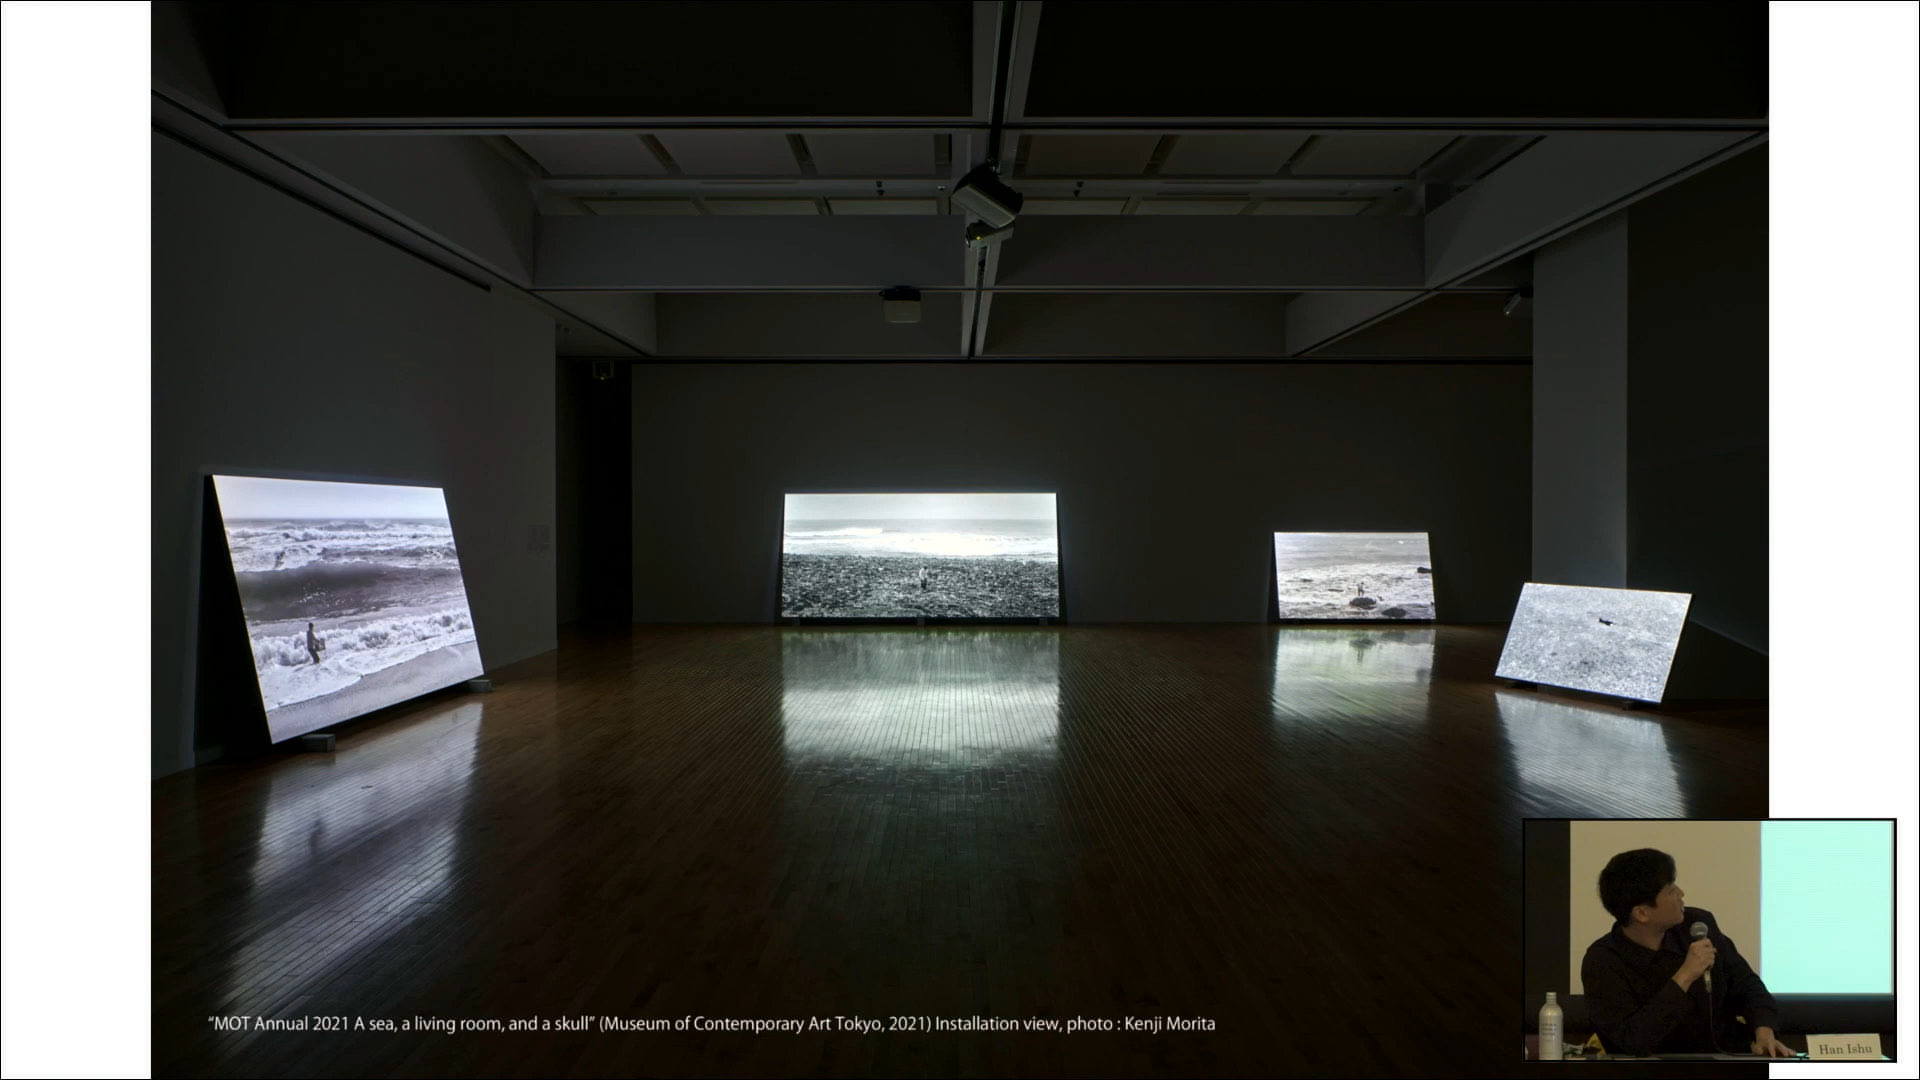 “MOT Annual 2021 A sea, a living room, and a skull” (Museum of Contemporary Art Tokyo, 2021) Installation view, photo : Kenji Morita
Han Ishu